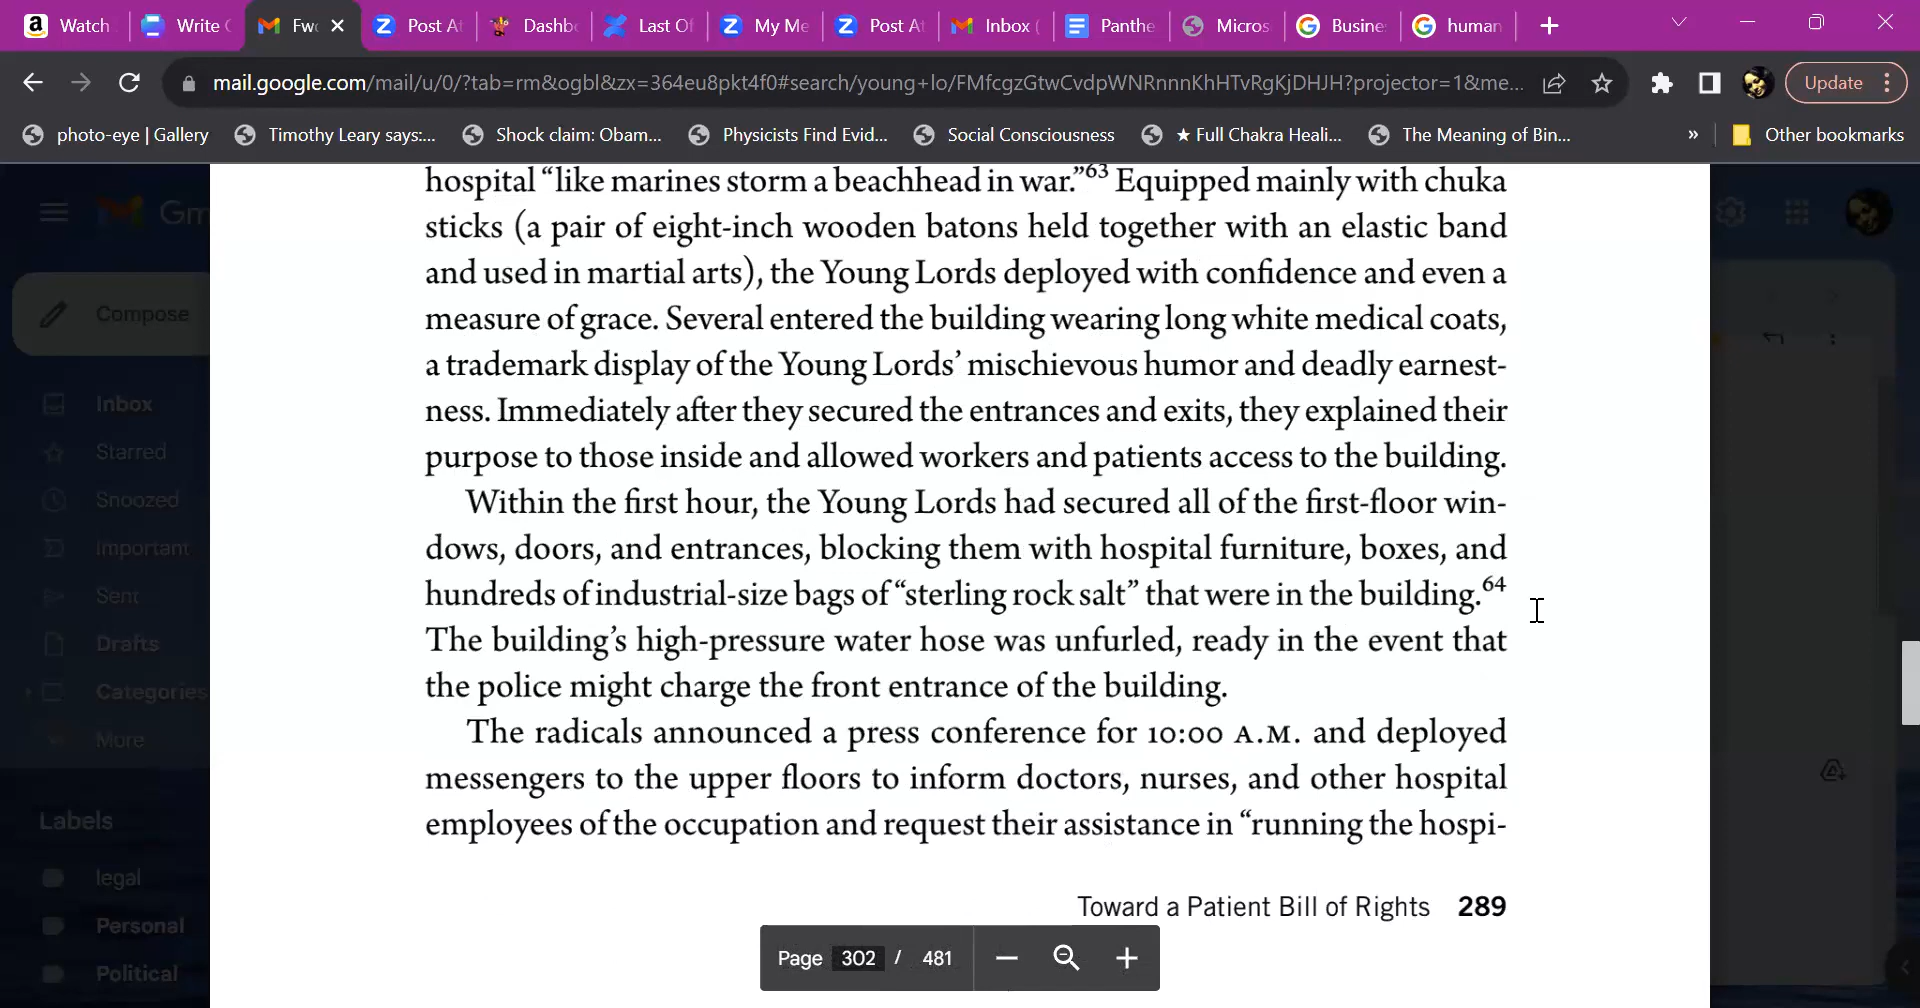 Watch
Write C
Fwd
Post At
Dashb
Last Of
My Me
Post At
Inbox (
Panthe
Micros
Busine
human
mail.google.com/mail/u/0/?tab=rm&ogbl&zx=364eu8pkt4f0#search/young+lo/FMfcgzGtwCvdpWNRnnnKhHTvRgKjDHJH?projector=1&me...
Update
photo-eye | Gallery
Timothy Leary says:...
Shock claim: Obam...
Physicists Find Evid...
Social Consciousness
★ Full Chakra Heali...
The Meaning of Bin...
»
Other bookmarks
Gm
Compose
Inbox
Starred
Snoozed
Important
Sent
Drafts
Categories
More
Labels
legal
Personal
Political
hospital “like marines storm a beachhead in war.”63 Equipped mainly with chuka
sticks (a pair of eight-inch wooden batons held together with an elastic band
and used in martial arts), the Young Lords deployed with confidence and even a
measure of grace. Several entered the building wearing long white medical coats,
a trademark display of the Young Lords’ mischievous humor and deadly earnest-
ness. Immediately after they secured the entrances and exits, they explained their
purpose to those inside and allowed workers and patients access to the building.
Within the first hour, the Young Lords had secured all of the first-floor win-
dows, doors, and entrances, blocking them with hospital furniture, boxes, and
hundreds of industrial-size bags of “sterling rock salt” that were in the building.64
The building’s high-pressure water hose was unfurled, ready in the event that
the police might charge the front entrance of the building.
The radicals announced a press conference for 10:00 A.M. and deployed
messengers to the upper floors to inform doctors, nurses, and other hospital
employees of the occupation and request their assistance in “running the hospi-
Toward a Patient Bill of Rights 289
Page 302 / 481